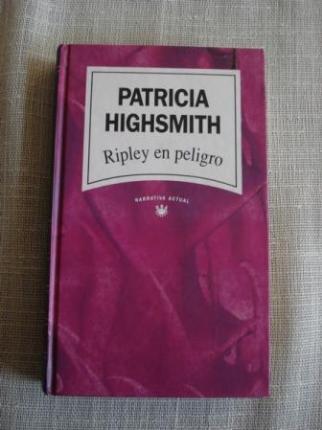 PATRICIA
HIGHSMITH
Ripley en peligro
NARRATIVA ACTUAL